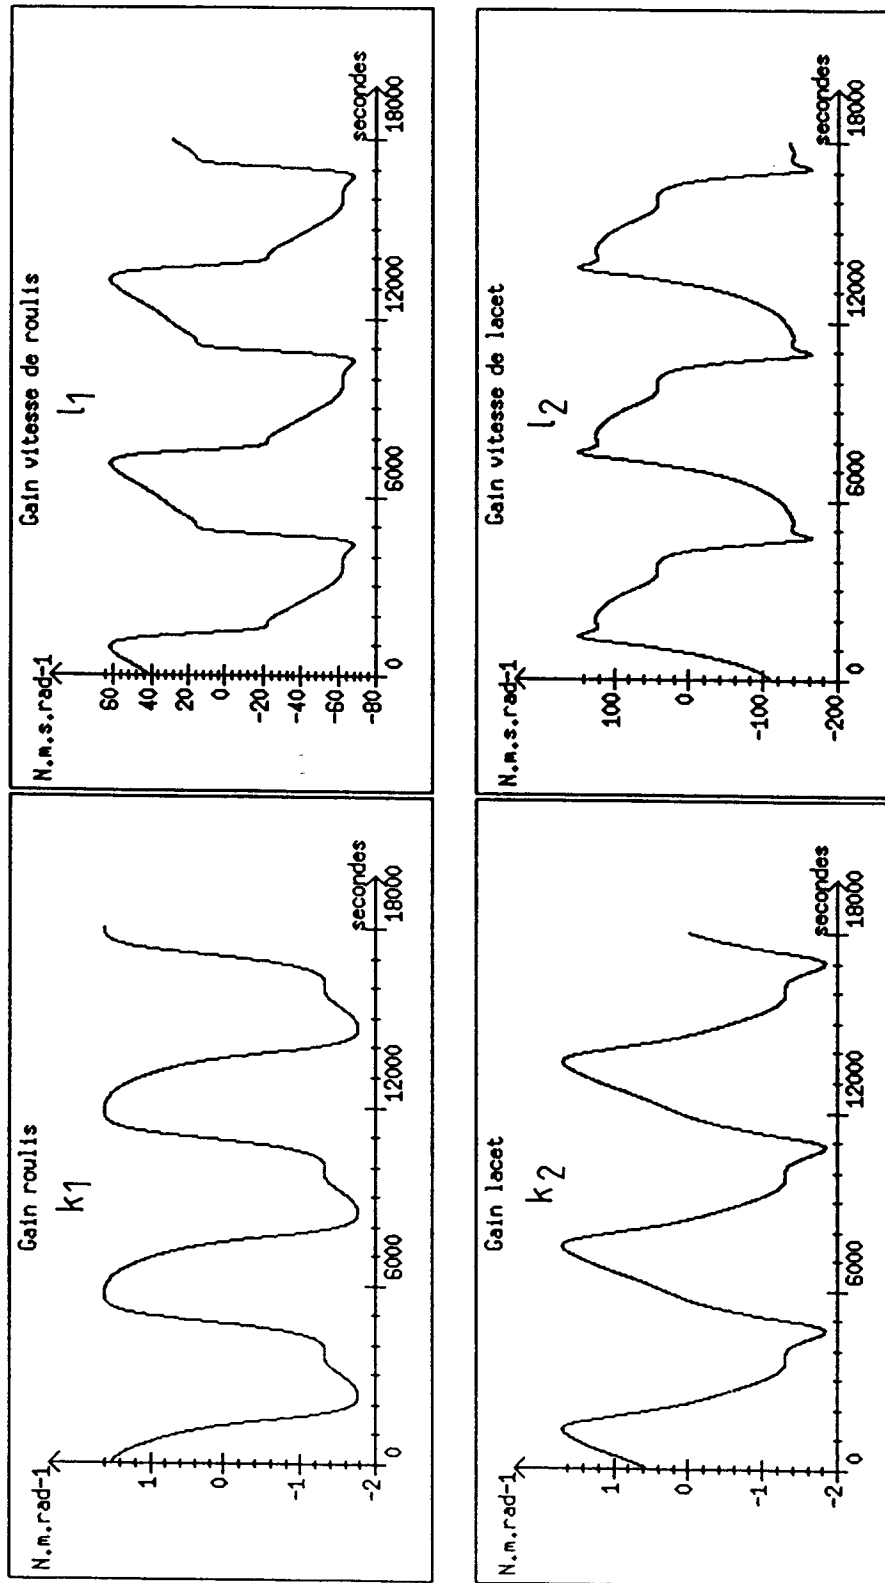 Gain roulis
k1
N.m.rad-1
1
0
-1
-2
0
6000
12000
18000
secondes
Gain vitesse de roulis
l1
N.m.s.rad-1
60
40
20
0
-20
-40
-60
-80
0
6000
12000
18000
secondes
Gain lacet
k2
N.m.rad-1
1
0
-1
-2
0
6000
12000
18000
secondes
Gain vitesse de lacet
l2
N.m.s.rad-1
100
0
-100
-200
0
6000
12000
18000
secondes